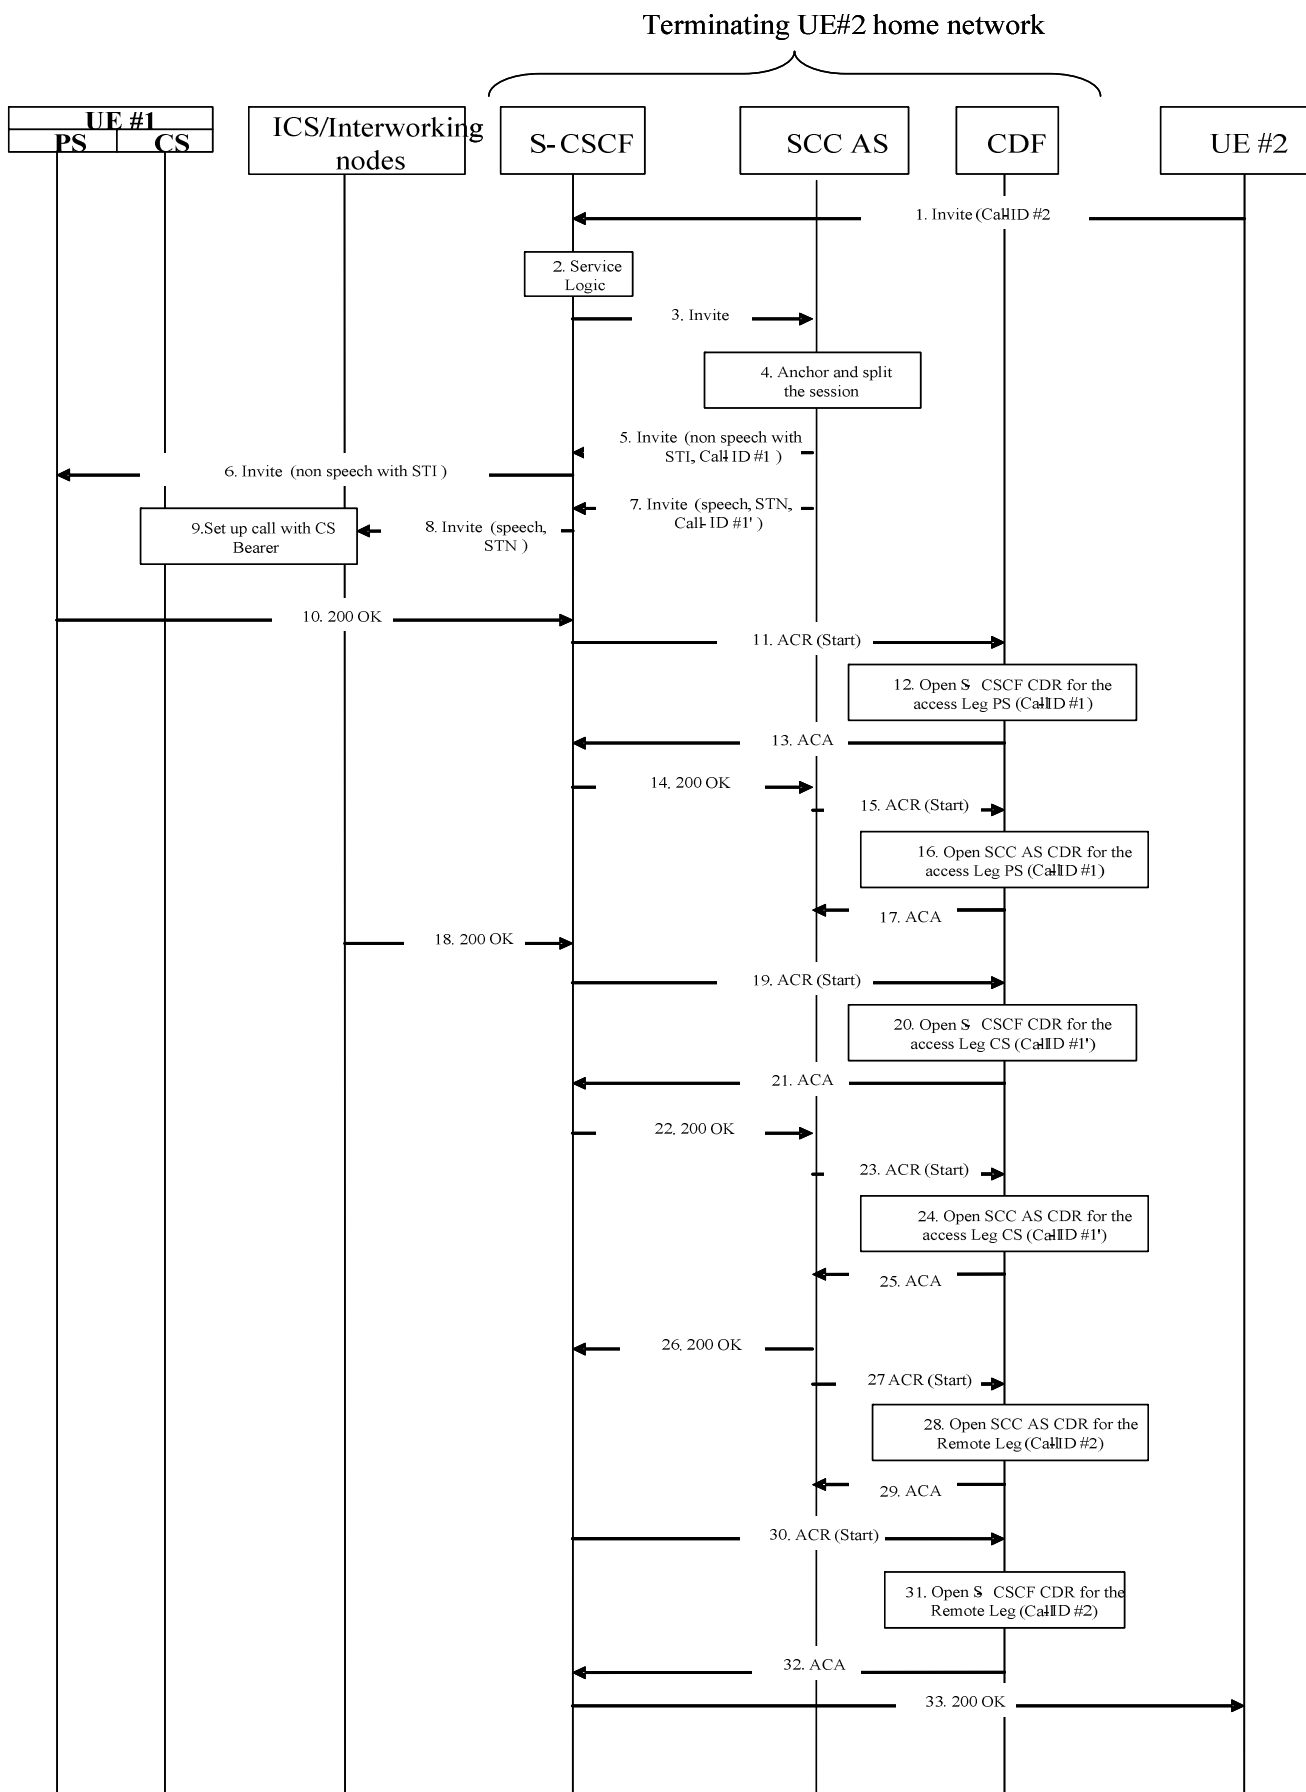 Terminating UE#2 home network
UE #1
PS
CS
ICS/Interworking
nodes
S-CSCF
SCC AS
CDF
UE #2
1. Invite (Call-ID #2
2. Service
Logic
3. Invite
4. Anchor and split
the session
5. Invite (non speech with
STI, Call-ID #1 )
6. Invite (non speech with STI )
7. Invite (speech, STN,
Call-ID #1' )
8. Invite (speech,
STN )
9.Set up call with CS
Bearer
10. 200 OK
11. ACR (Start)
12. Open S- CSCF CDR for the
access Leg PS (Call-ID #1)
13. ACA
14. 200 OK
15. ACR (Start)
16. Open SCC AS CDR for the
access Leg PS (Call-ID #1)
17. ACA
18. 200 OK
19. ACR (Start)
20. Open S- CSCF CDR for the
access Leg CS (Call-ID #1')
21. ACA
22. 200 OK
23. ACR (Start)
24. Open SCC AS CDR for the
access Leg CS (Call-ID #1')
25. ACA
26. 200 OK
27 ACR (Start)
28. Open SCC AS CDR for the
Remote Leg (Call-ID #2)
29. ACA
30. ACR (Start)
31. Open S- CSCF CDR for the
Remote Leg (Call-ID #2)
32. ACA
33. 200 OK